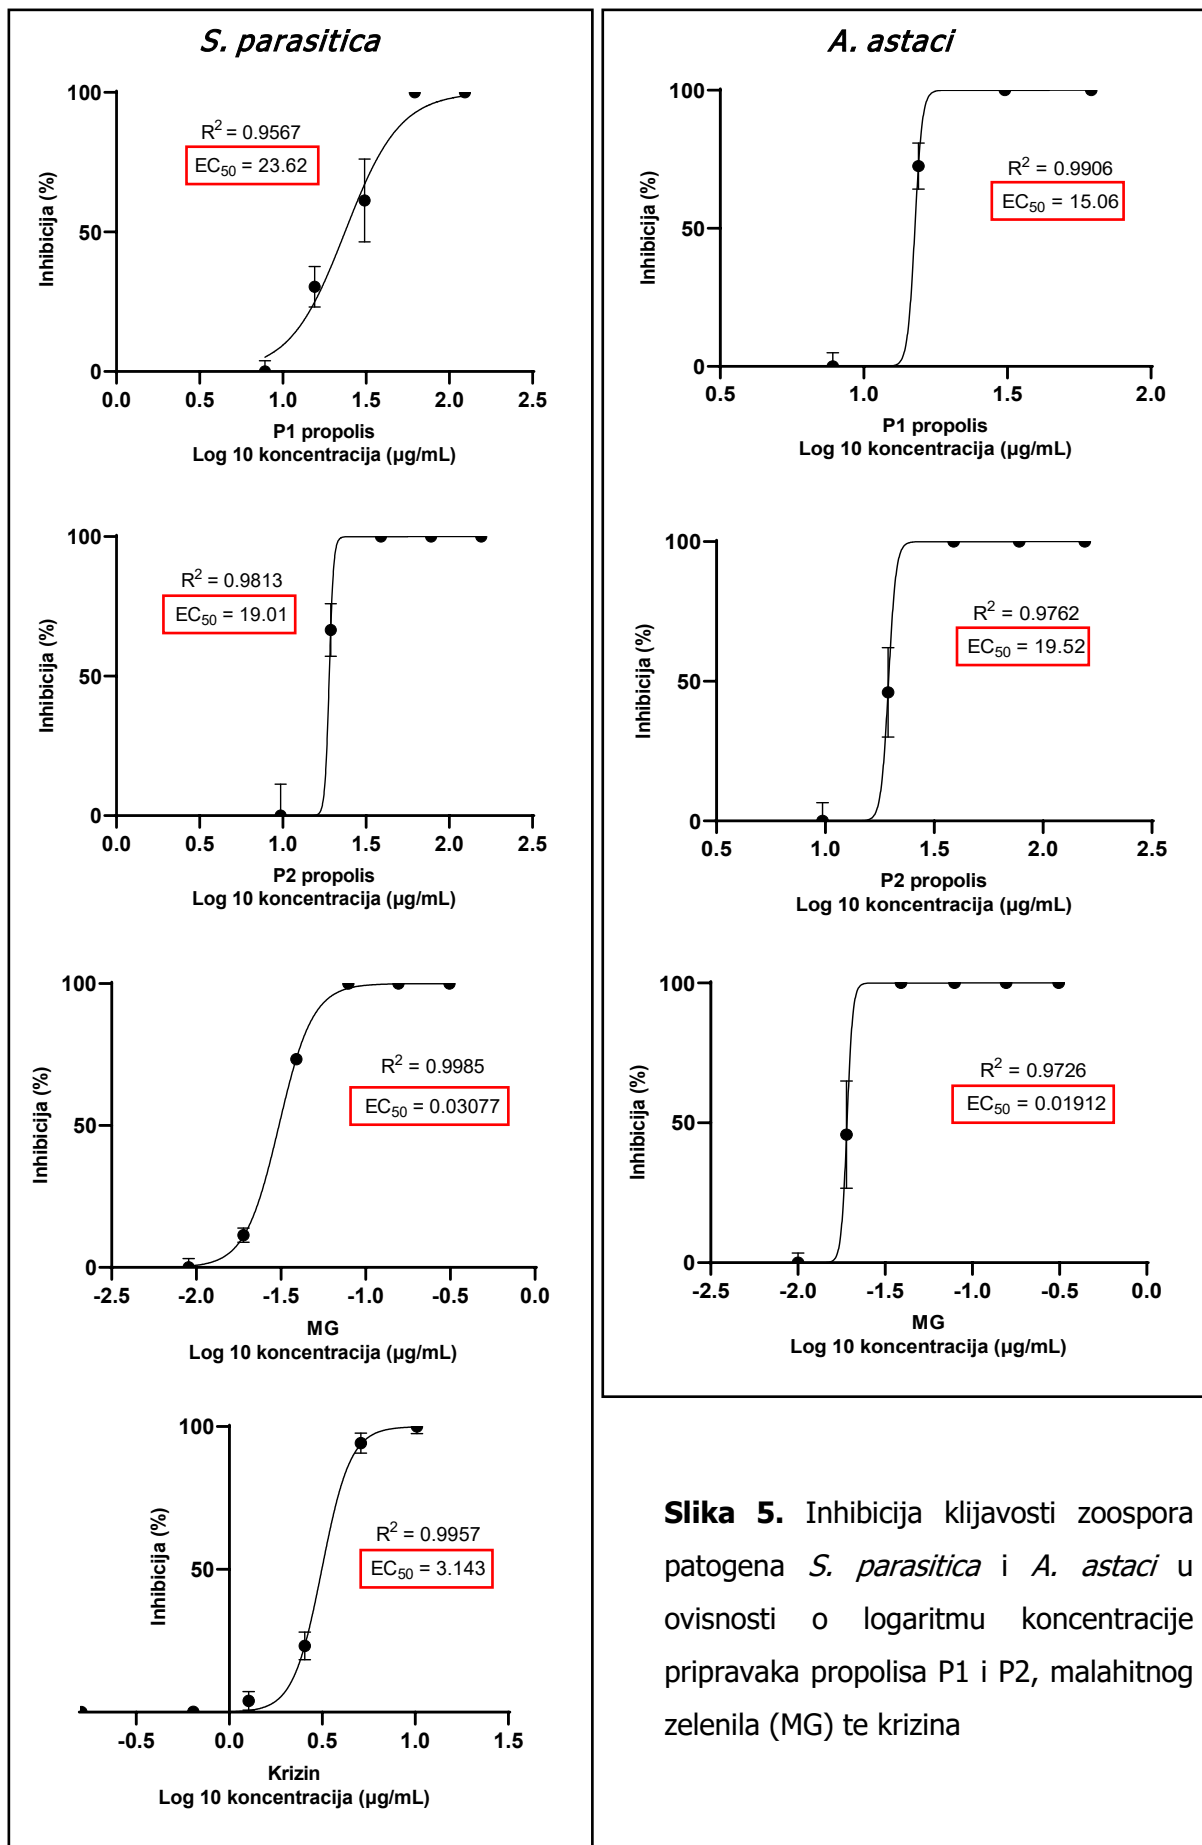 S. parasitica
100
50
0
Inhibicija (%)
R² = 0.9567
EC₅₀ = 23.62
0.0 0.5 1.0 1.5 2.0 2.5
P1 propolis
Log 10 koncentracija (µg/mL)
100
50
0
Inhibicija (%)
R² = 0.9813
EC₅₀ = 19.01
0.0 0.5 1.0 1.5 2.0 2.5
P2 propolis
Log 10 koncentracija (µg/mL)
100
50
0
Inhibicija (%)
R² = 0.9985
EC₅₀ = 0.03077
-2.5 -2.0 -1.5 -1.0 -0.5 0.0
MG
Log 10 koncentracija (µg/mL)
100
50
Inhibicija (%)
R² = 0.9957
EC₅₀ = 3.143
-0.5 0.0 0.5 1.0 1.5
Krizin
Log 10 koncentracija (µg/mL)
A. astaci
100
50
0
Inhibicija (%)
R² = 0.9906
EC₅₀ = 15.06
0.5 1.0 1.5 2.0
P1 propolis
Log 10 koncentracija (µg/mL)
100
50
0
Inhibicija (%)
R² = 0.9762
EC₅₀ = 19.52
0.5 1.0 1.5 2.0 2.5
P2 propolis
Log 10 koncentracija (µg/mL)
100
50
0
Inhibicija (%)
R² = 0.9726
EC₅₀ = 0.01912
-2.5 -2.0 -1.5 -1.0 -0.5 0.0
MG
Log 10 koncentracija (µg/mL)
Slika 5. Inhibicija klijavosti zoospora
patogena S. parasitica i A. astaci u
ovisnosti o logaritmu koncentracije
pripravaka propolisa P1 i P2, malahitnog
zelenila (MG) te krizina